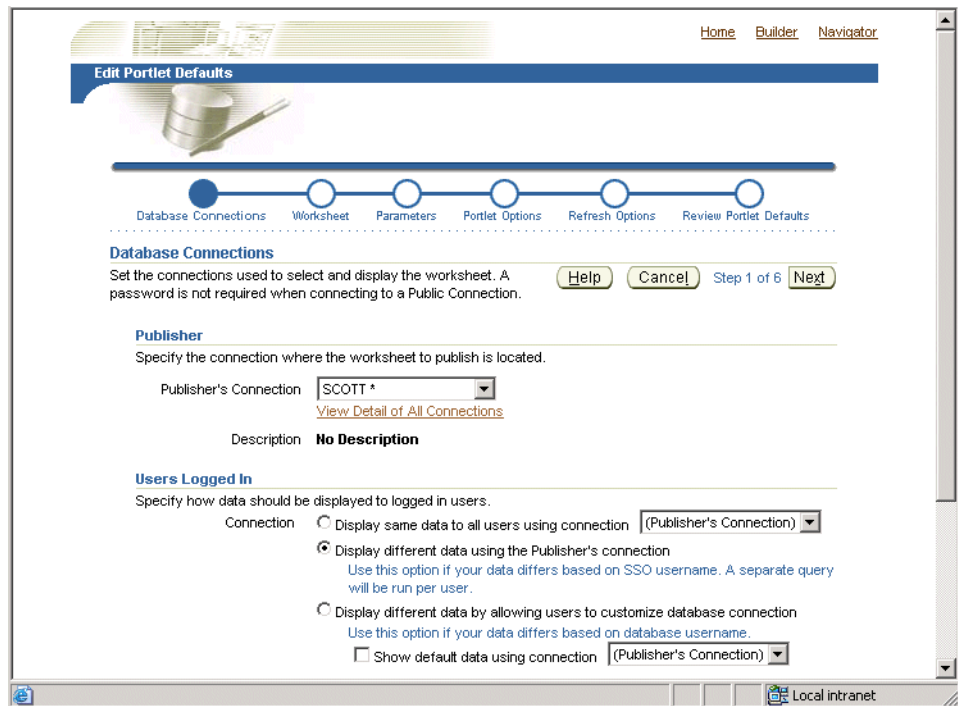 Home Builder Navigator
Edit Portlet Defaults
Database Connections Worksheet Parameters Portlet Options Refresh Options Review Portlet Defaults
Database Connections
Set the connections used to select and display the worksheet. A
password is not required when connecting to a Public Connection.
Help Cancel Step 1 of 6 Next
Publisher
Specify the connection where the worksheet to publish is located.
Publisher's Connection SCOTT *
View Detail of All Connections
Description No Description
Users Logged In
Specify how data should be displayed to logged in users.
Connection Display same data to all users using connection (Publisher's Connection)
Display different data using the Publisher's connection
Use this option if your data differs based on SSO username. A separate query
will be run per user.
Display different data by allowing users to customize database connection
Use this option if your data differs based on database username.
Show default data using connection (Publisher's Connection)
Local intranet